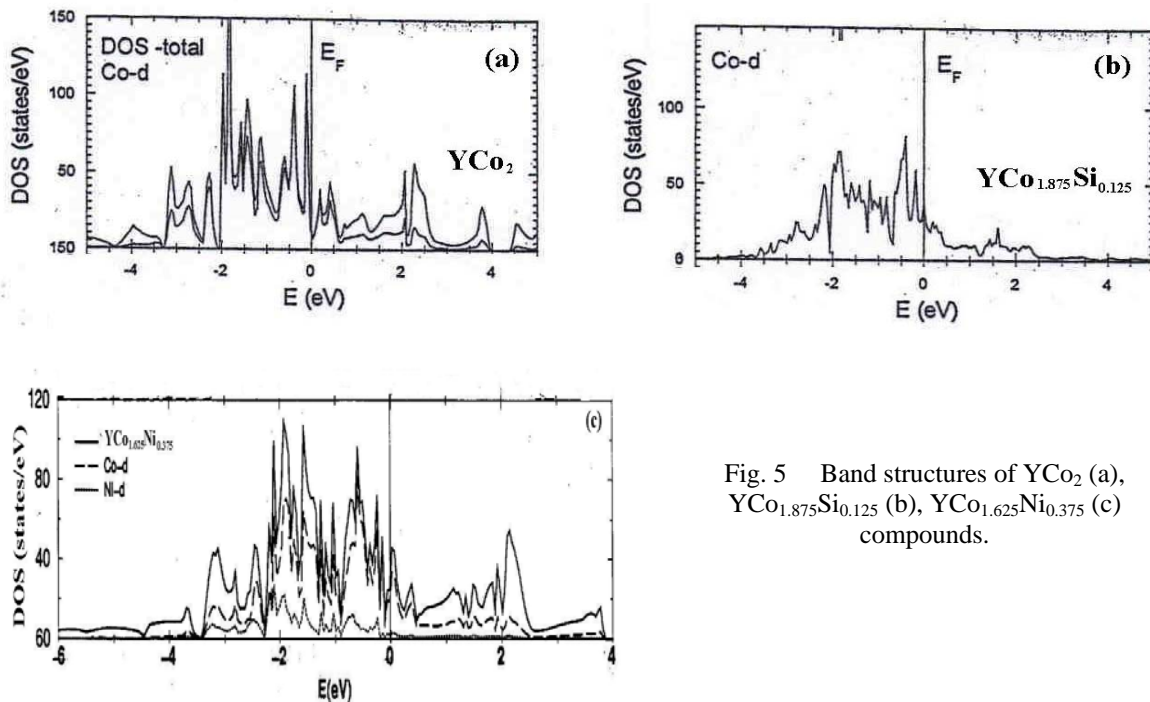 150
100
50
150
DOS (states/eV)
DOS -total
Co-d
E_F
(a)
YCo₂
-4
-2
0
2
4
E (eV)
100
50
0
DOS (states/eV)
Co-d
E_F
(b)
YCo₁.₈₇₅Si₀.₁₂₅
-4
-2
0
2
4
E (eV)
120
80
40
60
DOS (states/eV)
(c)
YCo₁.₆₂₅Ni₀.₃₇₅
Co-d
Ni-d
-6
-4
-2
0
2
4
E(eV)
Fig. 5 Band structures of YCo₂ (a),
YCo₁.₈₇₅Si₀.₁₂₅ (b), YCo₁.₆₂₅Ni₀.₃₇₅ (c)
compounds.